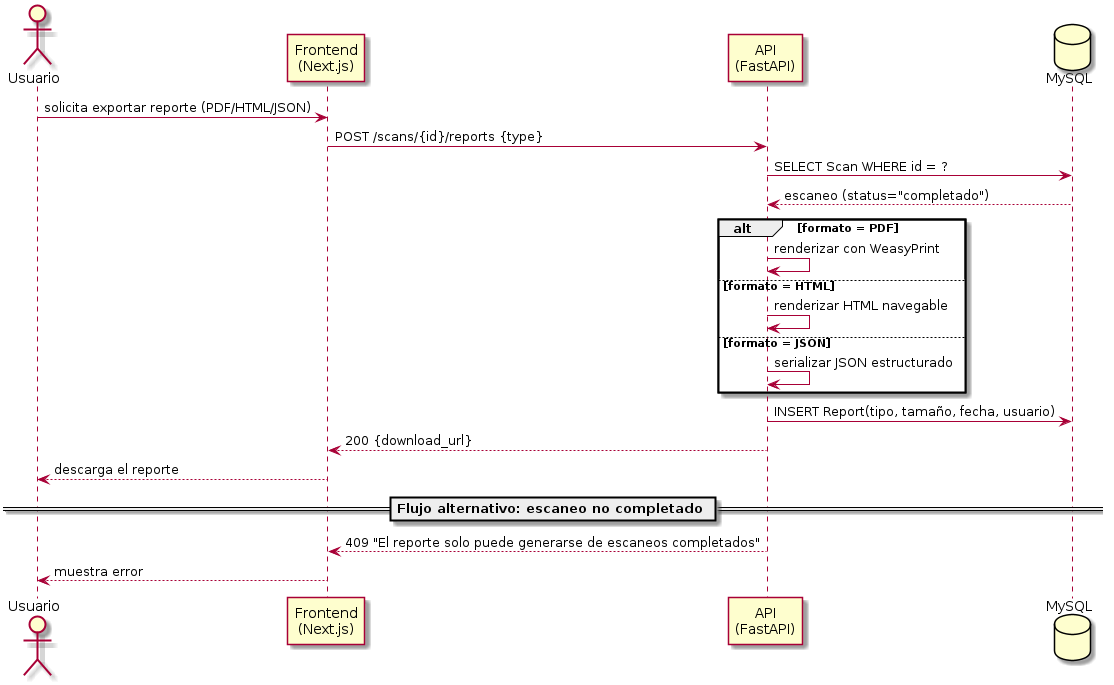 Usuario
Frontend
(Next.js)
API
(FastAPI)
MySQL
solicita exportar reporte (PDF/HTML/JSON)
POST /scans/{id}/reports {type}
SELECT Scan WHERE id = ?
escaneo (status="completado")
alt [formato = PDF]
renderizar con WeasyPrint
[formato = HTML]
renderizar HTML navegable
[formato = JSON]
serializar JSON estructurado
INSERT Report(tipo, tamaño, fecha, usuario)
200 {download_url}
descarga el reporte
Flujo alternativo: escaneo no completado
409 "El reporte solo puede generarse de escaneos completados"
muestra error
Usuario
Frontend
(Next.js)
API
(FastAPI)
MySQL